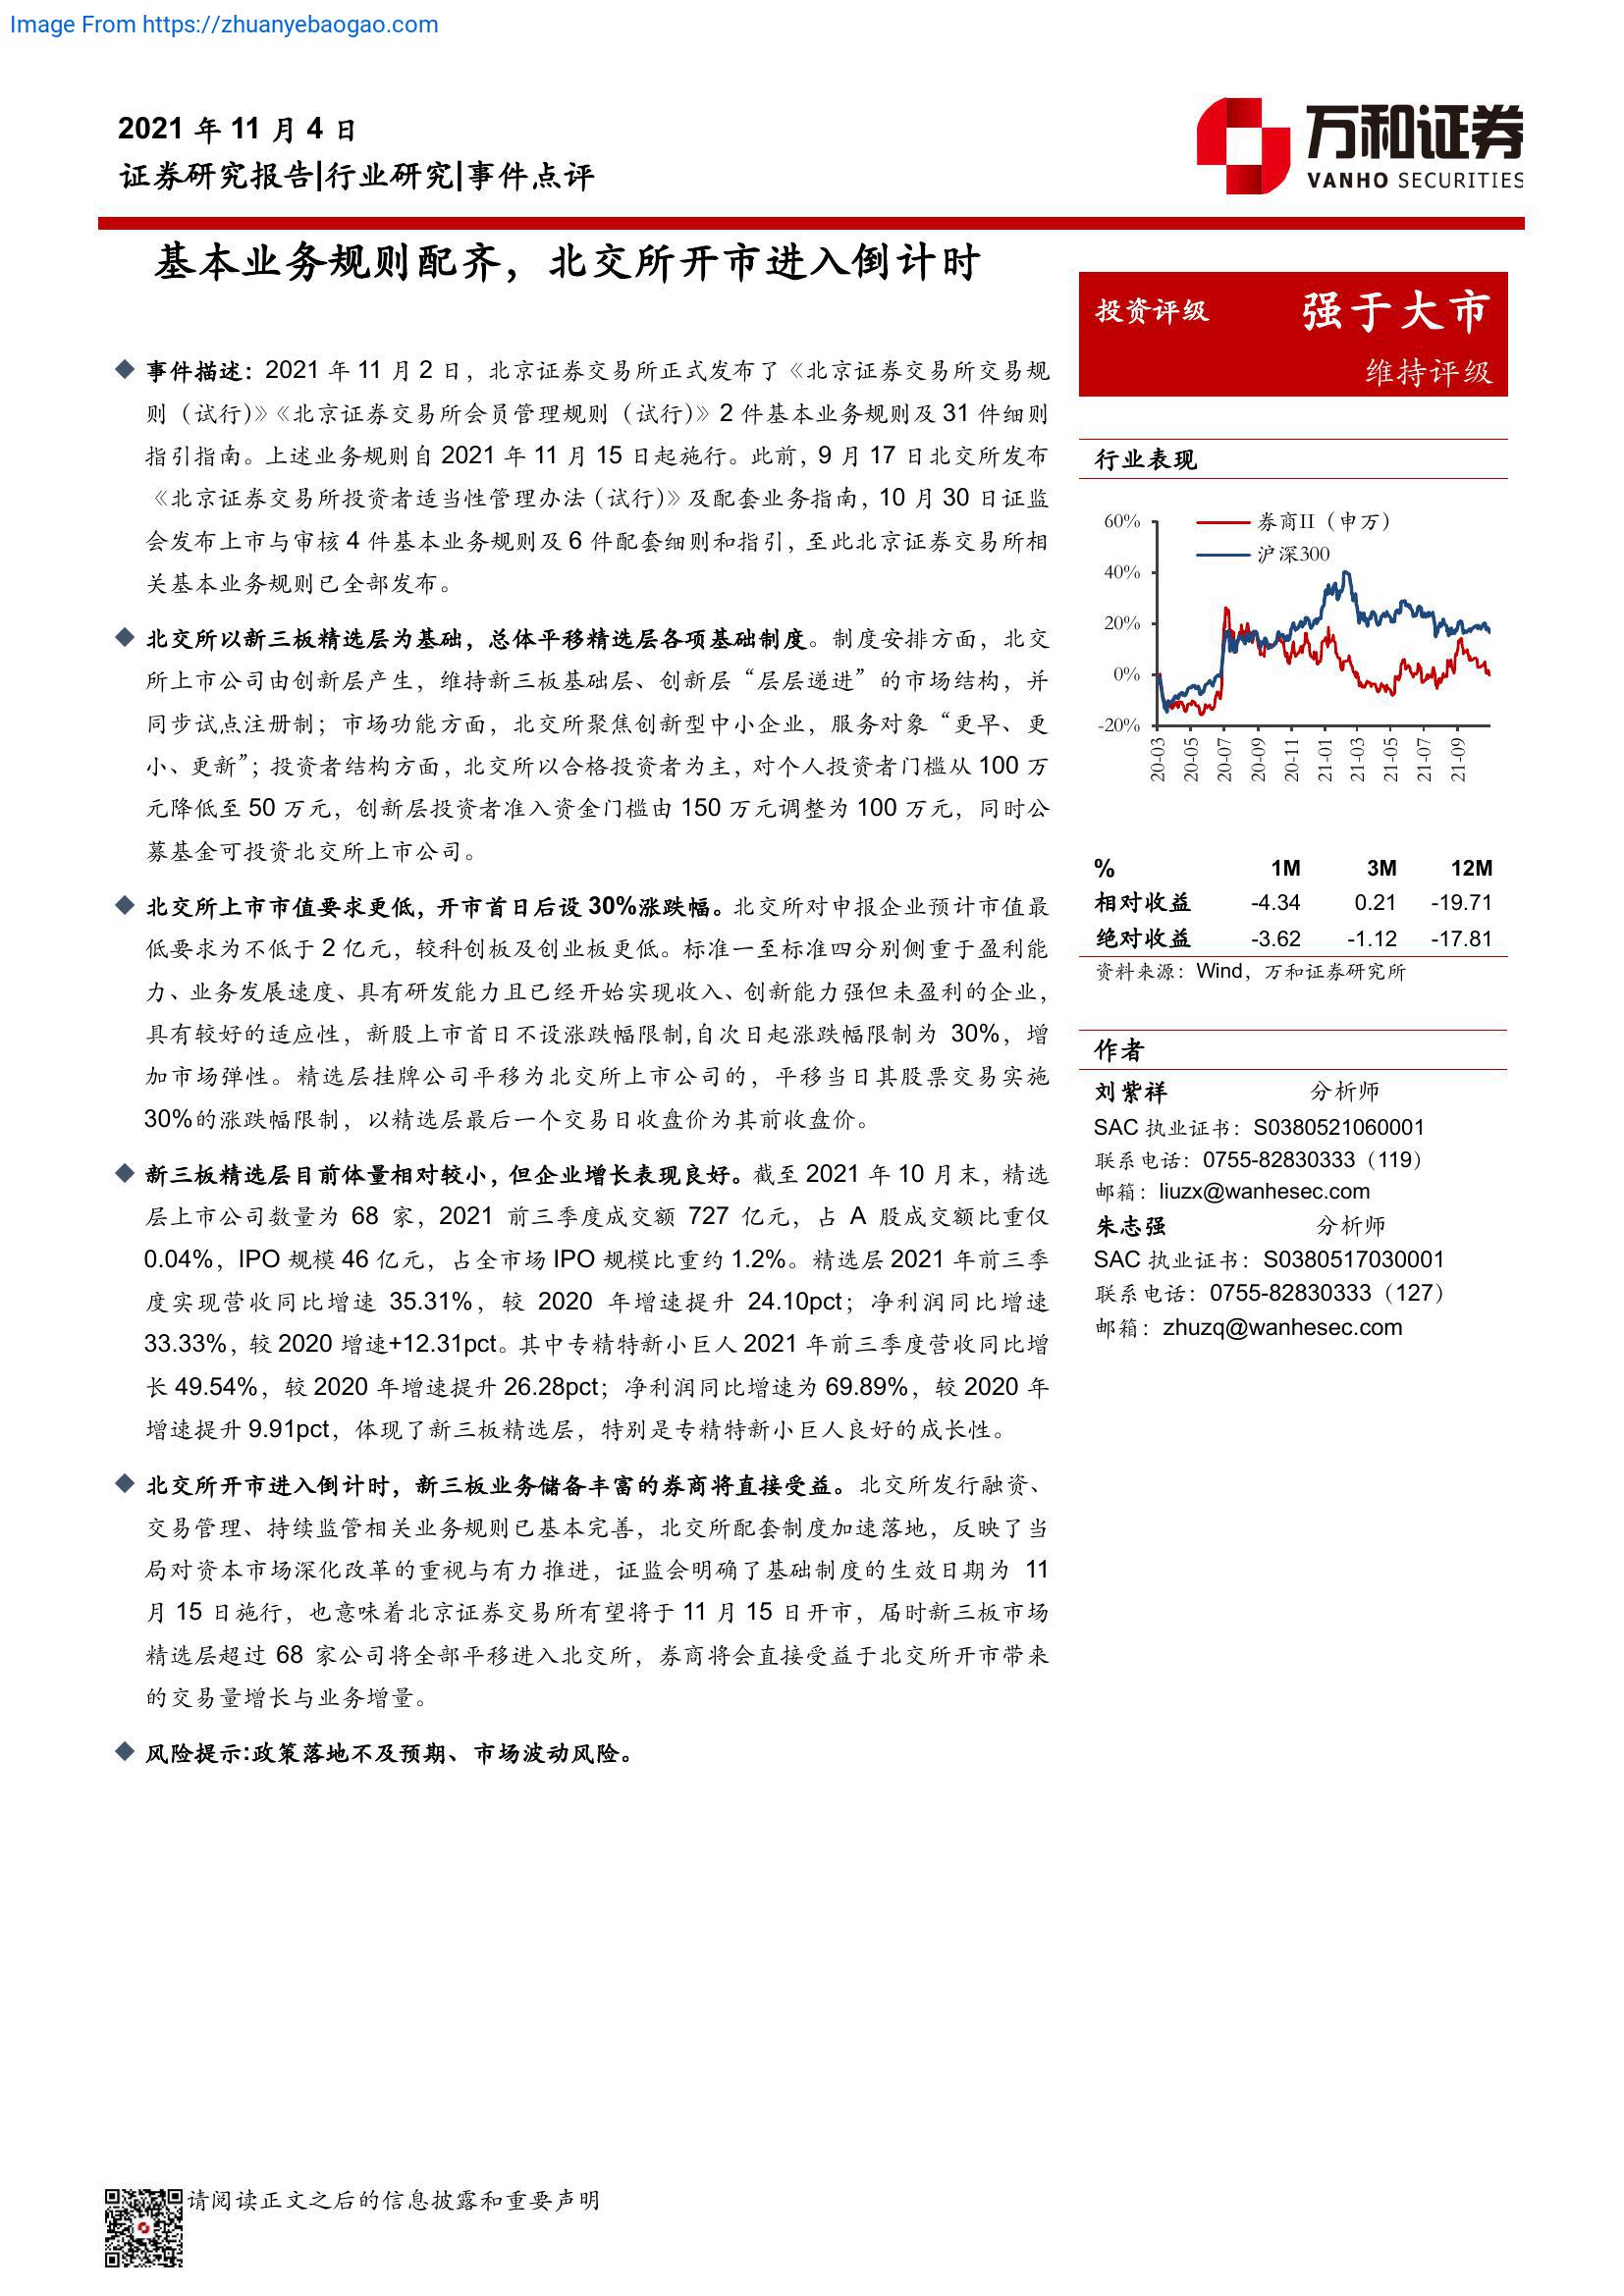 Image From https://zhuanyebaogao.com
2021 年 11 月 4 日
证券研究报告|行业研究|事件点评
万和证券
VANHO SECURITIES
基本业务规则配齐，北交所开市进入倒计时
◆ 事件描述：2021 年 11 月 2 日，北京证券交易所正式发布了《北京证券交易所交易规
则（试行）》《北京证券交易所会员管理规则（试行）》2 件基本业务规则及 31 件细则
指引指南。上述业务规则自 2021 年 11 月 15 日起施行。此前，9 月 17 日北交所发布
《北京证券交易所投资者适当性管理办法（试行）》及配套业务指南，10 月 30 日证监
会发布上市与审核 4 件基本业务规则及 6 件配套细则和指引，至此北京证券交易所相
关基本业务规则已全部发布。
◆ 北交所以新三板精选层为基础，总体平移精选层各项基础制度。制度安排方面，北交
所上市公司由创新层产生，维持新三板基础层、创新层“层层递进”的市场结构，并
同步试点注册制；市场功能方面，北交所聚焦创新型中小企业，服务对象“更早、更
小、更新”；投资者结构方面，北交所以合格投资者为主，对个人投资者门槛从 100 万
元降低至 50 万元，创新层投资者准入资金门槛由 150 万元调整为 100 万元，同时公
募基金可投资北交所上市公司。
◆ 北交所上市市值要求更低，开市首日后设 30%涨跌幅。北交所对申报企业预计市值最
低要求为不低于 2 亿元，较科创板及创业板更低。标准一至标准四分别侧重于盈利能
力、业务发展速度、具有研发能力且已经开始实现收入、创新能力强但未盈利的企业，
具有较好的适应性，新股上市首日不设涨跌幅限制,自次日起涨跌幅限制为 30%，增
加市场弹性。精选层挂牌公司平移为北交所上市公司的，平移当日其股票交易实施
30%的涨跌幅限制，以精选层最后一个交易日收盘价为其前收盘价。
◆ 新三板精选层目前体量相对较小，但企业增长表现良好。截至 2021 年 10 月末，精选
层上市公司数量为 68 家，2021 前三季度成交额 727 亿元，占 A 股成交额比重仅
0.04%，IPO 规模 46 亿元，占全市场 IPO 规模比重约 1.2%。精选层 2021 年前三季
度实现营收同比增速 35.31%，较 2020 年增速提升 24.10pct；净利润同比增速
33.33%，较 2020 增速+12.31pct。其中专精特新小巨人 2021 年前三季度营收同比增
长 49.54%，较 2020 年增速提升 26.28pct；净利润同比增速为 69.89%，较 2020 年
增速提升 9.91pct，体现了新三板精选层，特别是专精特新小巨人良好的成长性。
◆ 北交所开市进入倒计时，新三板业务储备丰富的券商将直接受益。北交所发行融资、
交易管理、持续监管相关业务规则已基本完善，北交所配套制度加速落地，反映了当
局对资本市场深化改革的重视与有力推进，证监会明确了基础制度的生效日期为 11
月 15 日施行，也意味着北京证券交易所有望将于 11 月 15 日开市，届时新三板市场
精选层超过 68 家公司将全部平移进入北交所，券商将会直接受益于北交所开市带来
的交易量增长与业务增量。
◆ 风险提示:政策落地不及预期、市场波动风险。
投资评级 强于大市
维持评级
行业表现
券商II（申万）
沪深300
60%
40%
20%
0%
-20%
20-03 20-05 20-07 20-09 20-11 21-01 21-03 21-05 21-07 21-09
% 1M 3M 12M
相对收益 -4.34 0.21 -19.71
绝对收益 -3.62 -1.12 -17.81
资料来源：Wind，万和证券研究所
作者
刘紫祥 分析师
SAC 执业证书：S0380521060001
联系电话：0755-82830333（119）
邮箱：liuzx@wanhesec.com
朱志强 分析师
SAC 执业证书：S0380517030001
联系电话：0755-82830333（127）
邮箱：zhuzq@wanhesec.com
请阅读正文之后的信息披露和重要声明